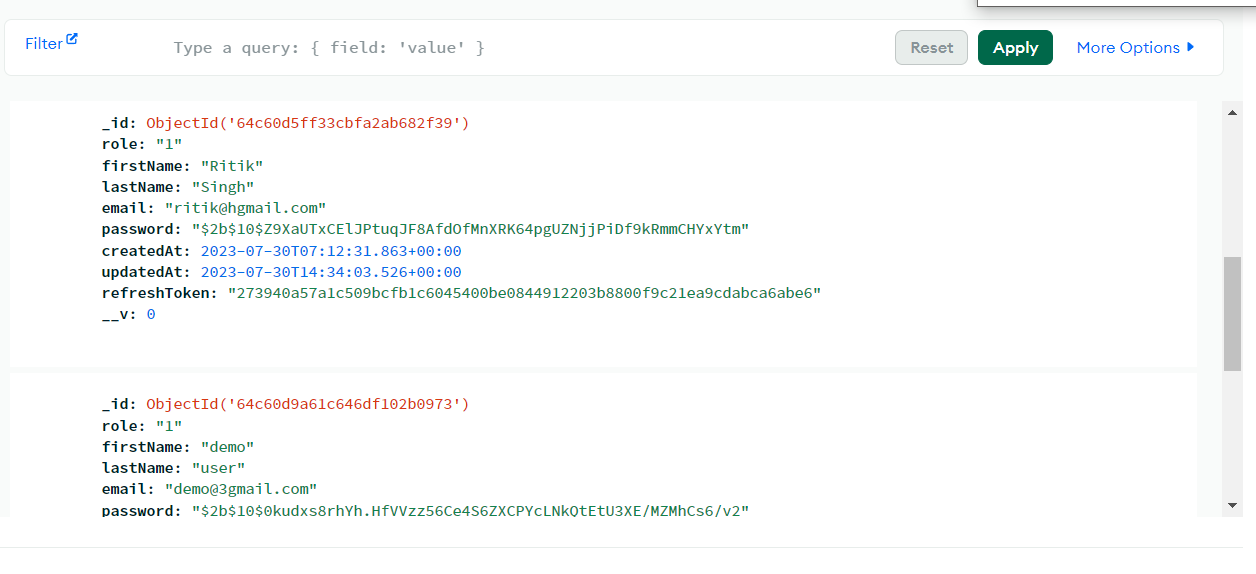 Filter
Type a query: { field: 'value' }
Reset
Apply
More Options
_id: ObjectId('64c60d5ff33cbfa2ab682f39')
role: "1"
firstName: "Ritik"
lastName: "Singh"
email: "ritik@hgmail.com"
password: "$2b$10$Z9XaUTxCElJPtuqJF8AfdOfMnXRK64pgUZNjjPiDf9kRmmCHYxYtm"
createdAt: 2023-07-30T07:12:31.863+00:00
updatedAt: 2023-07-30T14:34:03.526+00:00
refreshToken: "273940a57a1c509bcfb1c6045400be0844912203b8800f9c21ea9cdabca6abe6"
__v: 0
_id: ObjectId('64c60d9a61c646df102b0973')
role: "1"
firstName: "demo"
lastName: "user"
email: "demo@3gmail.com"
password: "$2b$10$0kudxs8rhYh.HfVVzz56Ce4S6ZXCPYcLNkQtEtU3XE/MZMhCs6/v2"